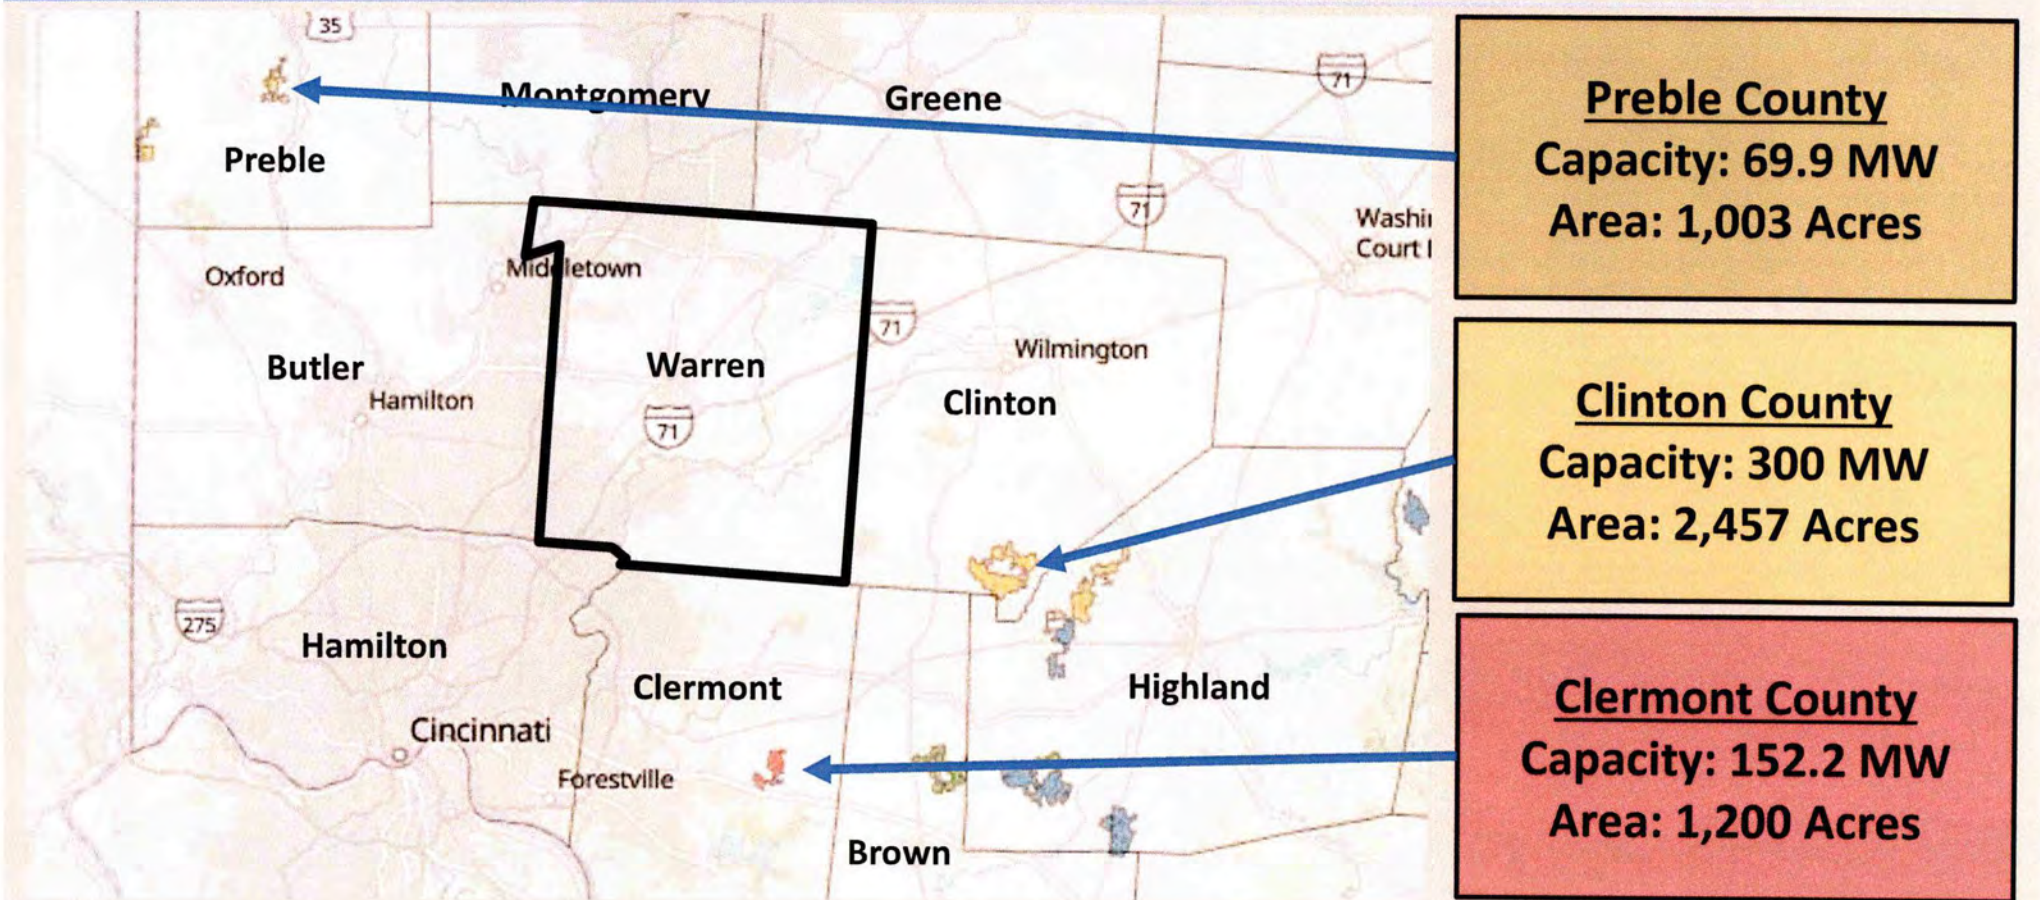 35
71
Montgomery
Greene
Preble
71
Washi
Court
Oxford
Middletown
71
Wilmington
Butler
Warren
Hamilton
Clinton
71
275
Hamilton
Clermont
Highland
Cincinnati
Forestville
Brown
Preble County
Capacity: 69.9 MW
Area: 1,003 Acres
Clinton County
Capacity: 300 MW
Area: 2,457 Acres
Clermont County
Capacity: 152.2 MW
Area: 1,200 Acres